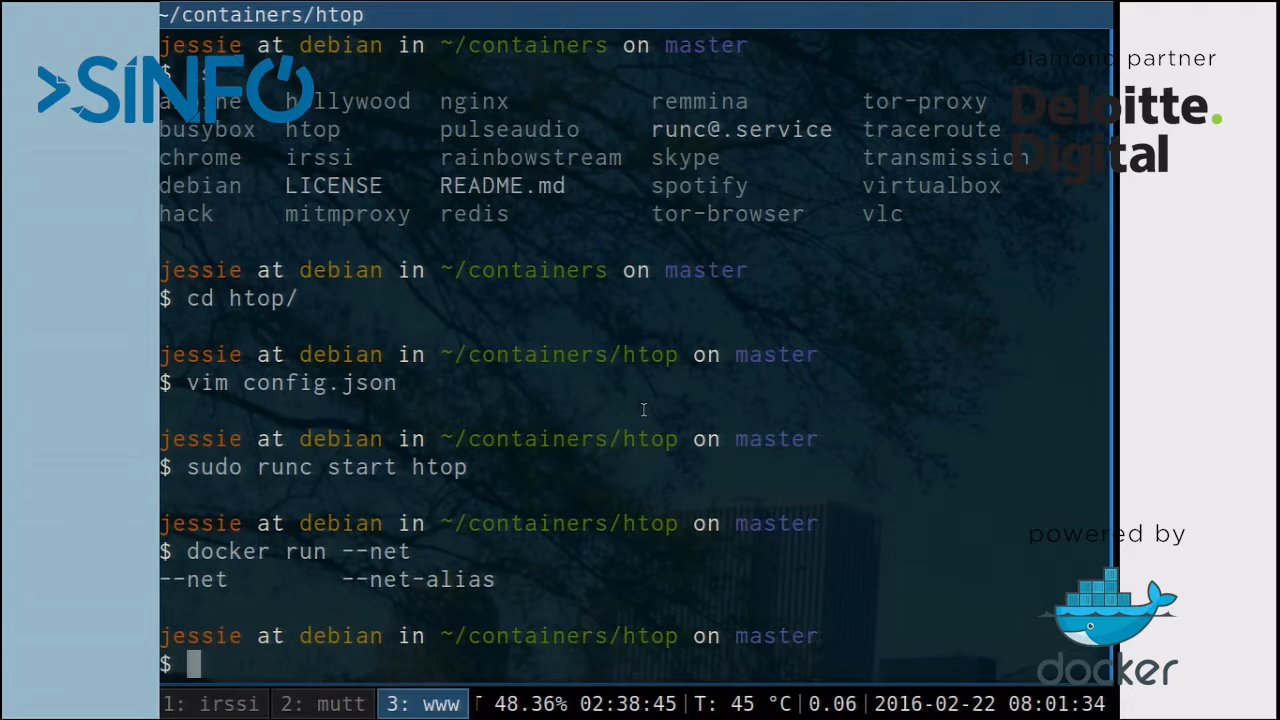 ~/containers/htop
jessie at debian in ~/containers on master
$ ls
SINFO
diamond partner
Deloitte.
Digital
hollywood nginx remmina tor-proxy
busybox htop pulseaudio runc@.service traceroute
chrome irssi rainbowstream skype transmission
debian LICENSE README.md spotify virtualbox
hack mitmproxy redis tor-browser vlc
jessie at debian in ~/containers on master
$ cd htop/
jessie at debian in ~/containers/htop on master
$ vim config.json
jessie at debian in ~/containers/htop on master
$ sudo runc start htop
jessie at debian in ~/containers/htop on master
$ docker run --net
--net --net-alias
jessie at debian in ~/containers/htop on master
$
powered by
docker
1: irssi 2: mutt 3: www 48.36% 02:38:45 T: 45 °C 0.06 2016-02-22 08:01:34